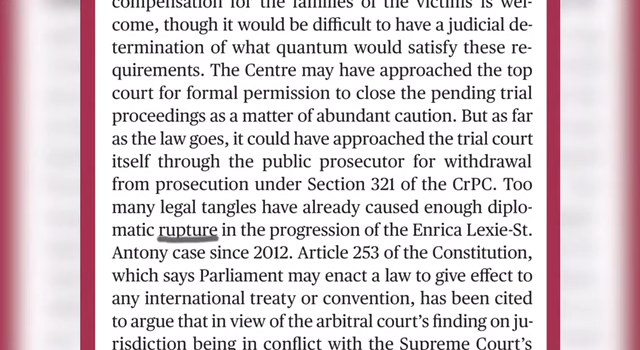 compensation for the families of the victims is wel-
come, though it would be difficult to have a judicial de-
termination of what quantum would satisfy these re-
quirements. The Centre may have approached the top
court for formal permission to close the pending trial
proceedings as a matter of abundant caution. But as far
as the law goes, it could have approached the trial court
itself through the public prosecutor for withdrawal
from prosecution under Section 321 of the CrPC. Too
many legal tangles have already caused enough diplo-
matic rupture in the progression of the Enrica Lexie-St.
Antony case since 2012. Article 253 of the Constitution,
which says Parliament may enact a law to give effect to
any international treaty or convention, has been cited
to argue that in view of the arbitral court’s finding on ju-
risdiction being in conflict with the Supreme Court’s